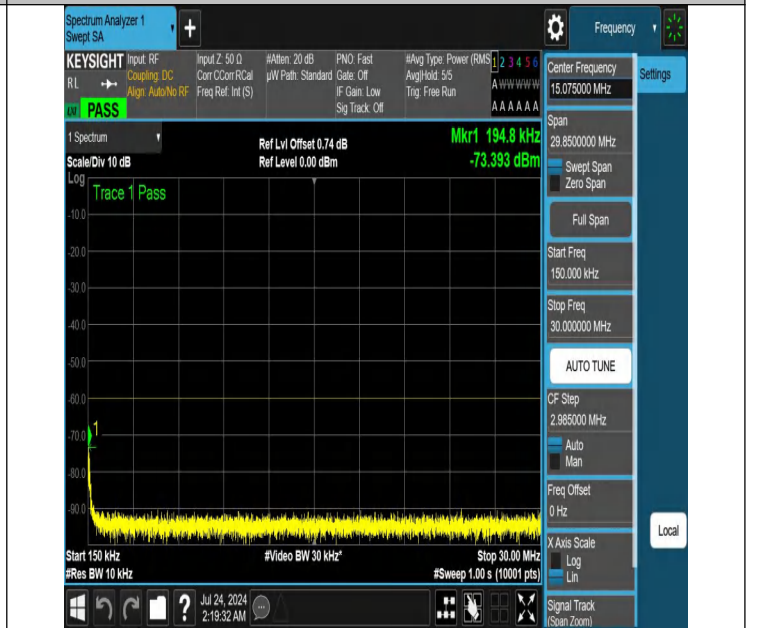 Spectrum Analyzer 1
Swept SA
+
Frequency
KEYSIGHT
RL
PASS
Input: RF
Coupling: DC
Align: Auto/No RF
Input Z: 50 Ω
Corr CCorr RCal
Freq Ref: Int (S)
#Atten: 20 dB
µW Path: Standard
PNO: Fast
Gate: Off
IF Gain: Low
Sig Track: Off
#Avg Type: Power (RMS
Avg|Hold: 5/5
Trig: Free Run
1 2 3 4 5 6
A W W W W W
A A A A A A
Center Frequency
15.075000 MHz
Settings
Span
29.8500000 MHz
Swept Span
Zero Span
Full Span
Start Freq
150.000 kHz
Stop Freq
30.000000 MHz
AUTO TUNE
CF Step
2.985000 MHz
Auto
Man
Freq Offset
0 Hz
X Axis Scale
Log
Lin
Signal Track
(Span Zoom)
Local
1 Spectrum
Scale/Div 10 dB
Ref Lvl Offset 0.74 dB
Ref Level 0.00 dBm
Mkr1 194.8 kHz
-73.393 dBm
Log
Trace 1 Pass
-10.0
-20.0
-30.0
-40.0
-50.0
-60.0
-70.0
1
-80.0
-90.0
Start 150 kHz
#Video BW 30 kHz*
Stop 30.00 MHz
#Res BW 10 kHz
#Sweep 1.00 s (10001 pts)
?
Jul 24, 2024
2:19:32 AM